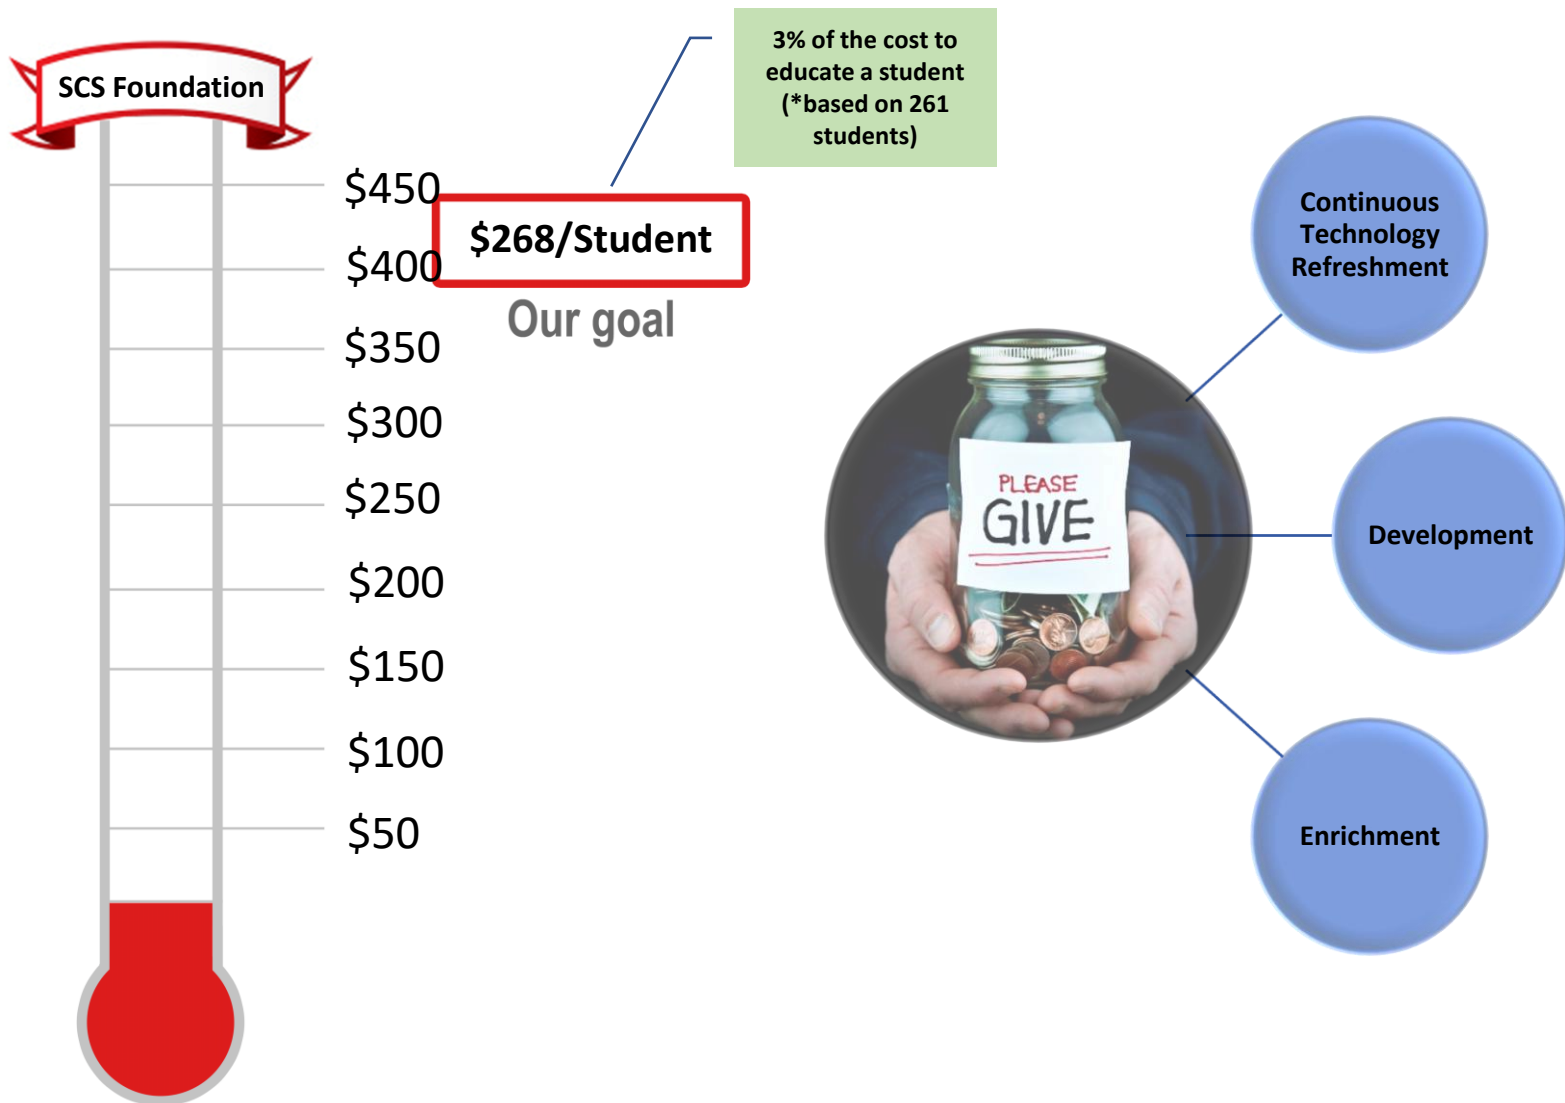 SCS Foundation
3% of the cost to
educate a student
(*based on 261
students)
$450
$268/Student
$400
Our goal
$350
$300
$250
$200
$150
$100
$50
PLEASE
GIVE
Continuous
Technology
Refreshment
Development
Enrichment